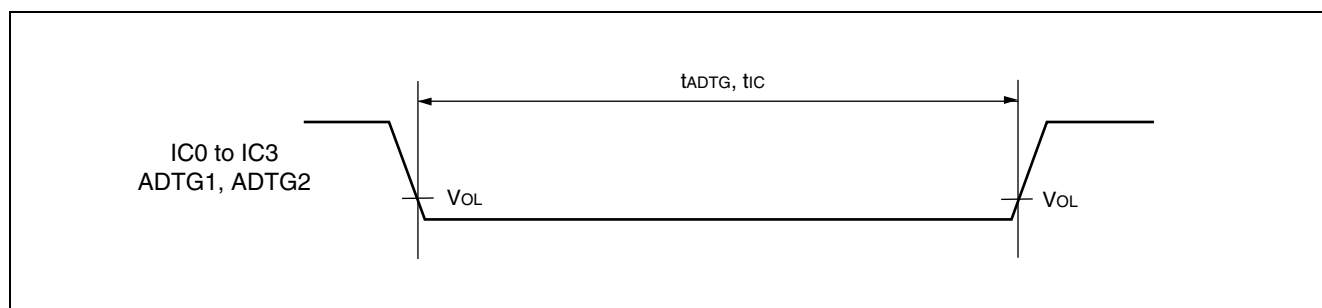 tADTG, tIC
IC0 to IC3
ADTG1, ADTG2
VOL
VOL